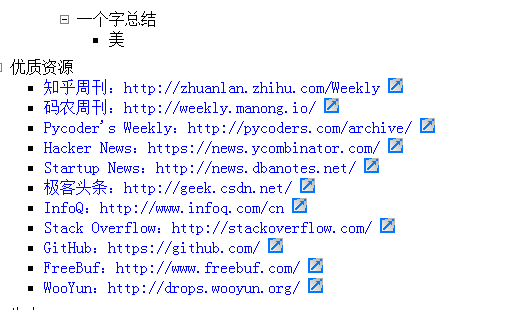 一个字总结
美
优质资源
知乎周刊：http://zhuanlan.zhihu.com/Weekly
码农周刊：http://weekly.manong.io/
Pycoder's Weekly：http://pycoders.com/archive/
Hacker News：https://news.ycombinator.com/
Startup News：http://news.dbanotes.net/
极客头条：http://geek.csdn.net/
InfoQ：http://www.infoq.com/cn
Stack Overflow：http://stackoverflow.com/
GitHub：https://github.com/
FreeBuf：http://www.freebuf.com/
WooYun：http://drops.wooyun.org/